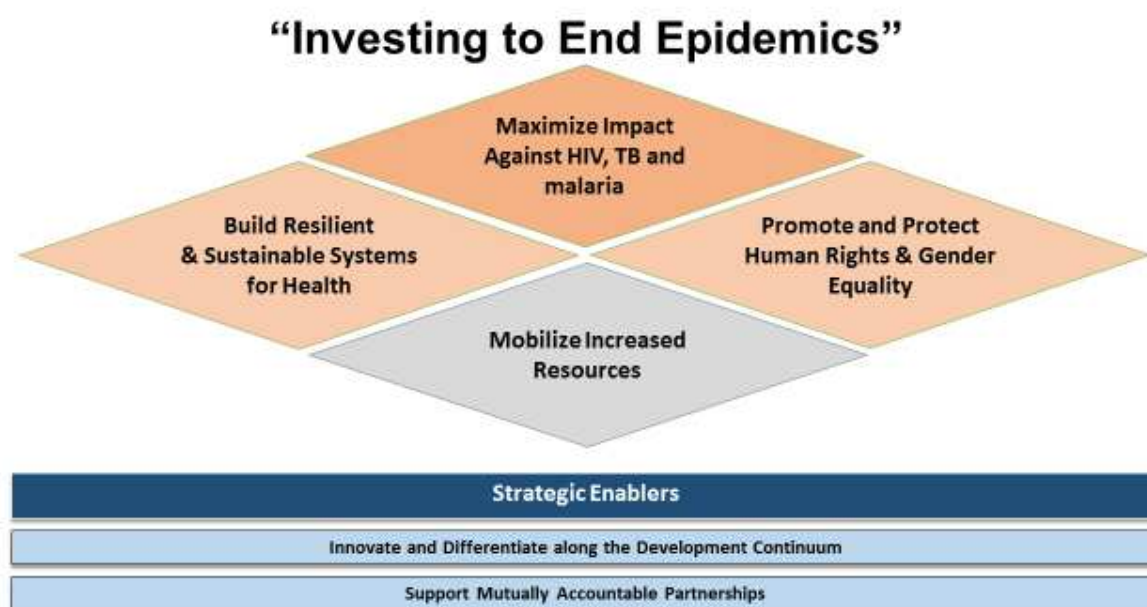 “Investing to End Epidemics”
Maximize Impact
Against HIV, TB and
malaria
Build Resilient
& Sustainable Systems
for Health
Promote and Protect
Human Rights & Gender
Equality
Mobilize Increased
Resources
Strategic Enablers
Innovate and Differentiate along the Development Continuum
Support Mutually Accountable Partnerships